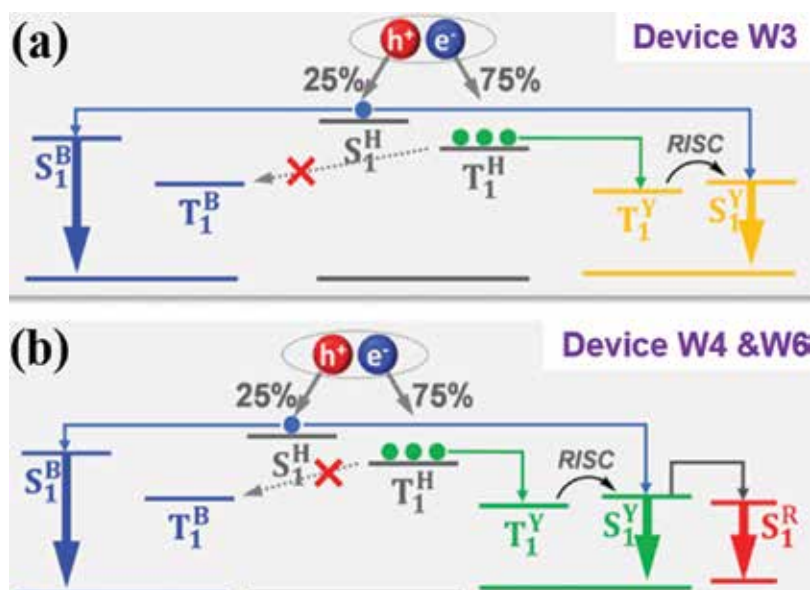 (a)
Device W3
h⁺ e⁻
25% 75%
S₁ᴮ
S₁ᴴ
T₁ᴴ
RISC
T₁ᴮ
T₁ʸ
S₁ʸ
(b)
Device W4 &W6
h⁺ e⁻
25% 75%
S₁ᴮ
S₁ᴴ
T₁ᴴ
RISC
T₁ᴮ
T₁ʸ
S₁ʸ
S₁ᴿ